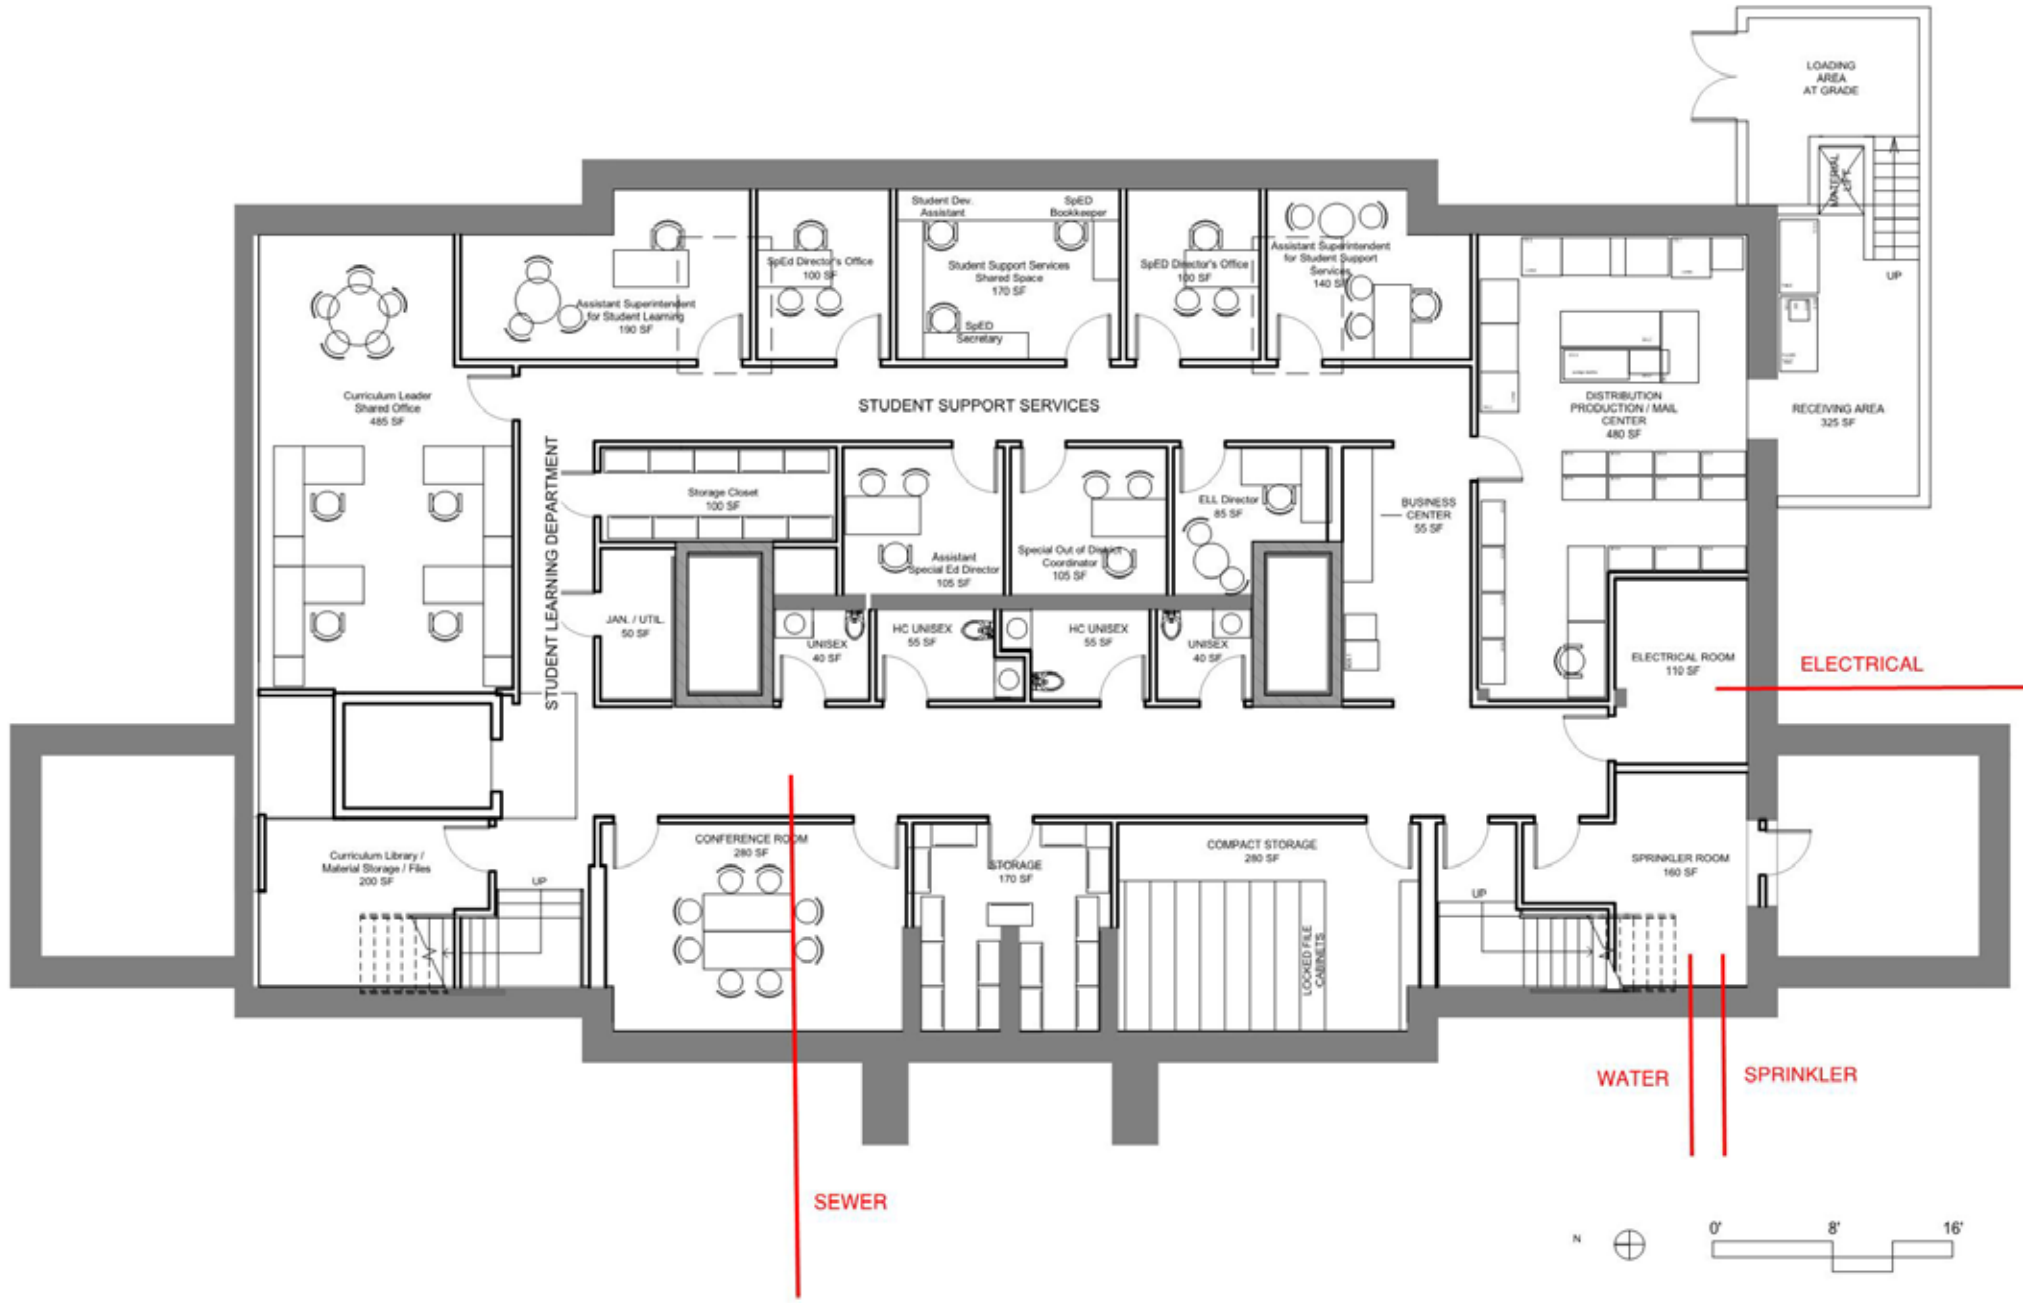 LOADING
AREA
AT GRADE
MATERIAL
LIFT
UP
Student Dev.
Assistant
SpED
Bookkeeper
SpEd Director's Office
100 SF
Student Support Services
Shared Space
170 SF
SpED
Secretary
SpED Director's Office
100 SF
Assistant Superintendent
for Student Support
Services
140 SF
Assistant Superintendent
for Student Learning
190 SF
Curriculum Leader
Shared Office
485 SF
STUDENT SUPPORT SERVICES
DISTRIBUTION
PRODUCTION / MAIL
CENTER
480 SF
RECEIVING AREA
325 SF
STUDENT LEARNING DEPARTMENT
Storage Closet
100 SF
Assistant
Special Ed Director
105 SF
Special Out of District
Coordinator
105 SF
ELL Director
85 SF
BUSINESS
CENTER
55 SF
JAN. / UTIL.
50 SF
UNISEX
40 SF
HC UNISEX
55 SF
HC UNISEX
55 SF
UNISEX
40 SF
ELECTRICAL ROOM
110 SF
ELECTRICAL
Curriculum Library /
Material Storage / Files
200 SF
UP
CONFERENCE ROOM
280 SF
STORAGE
170 SF
COMPACT STORAGE
280 SF
LOCKED FILE
CABINETS
UP
SPRINKLER ROOM
160 SF
WATER
SPRINKLER
SEWER
N
0'
8'
16'